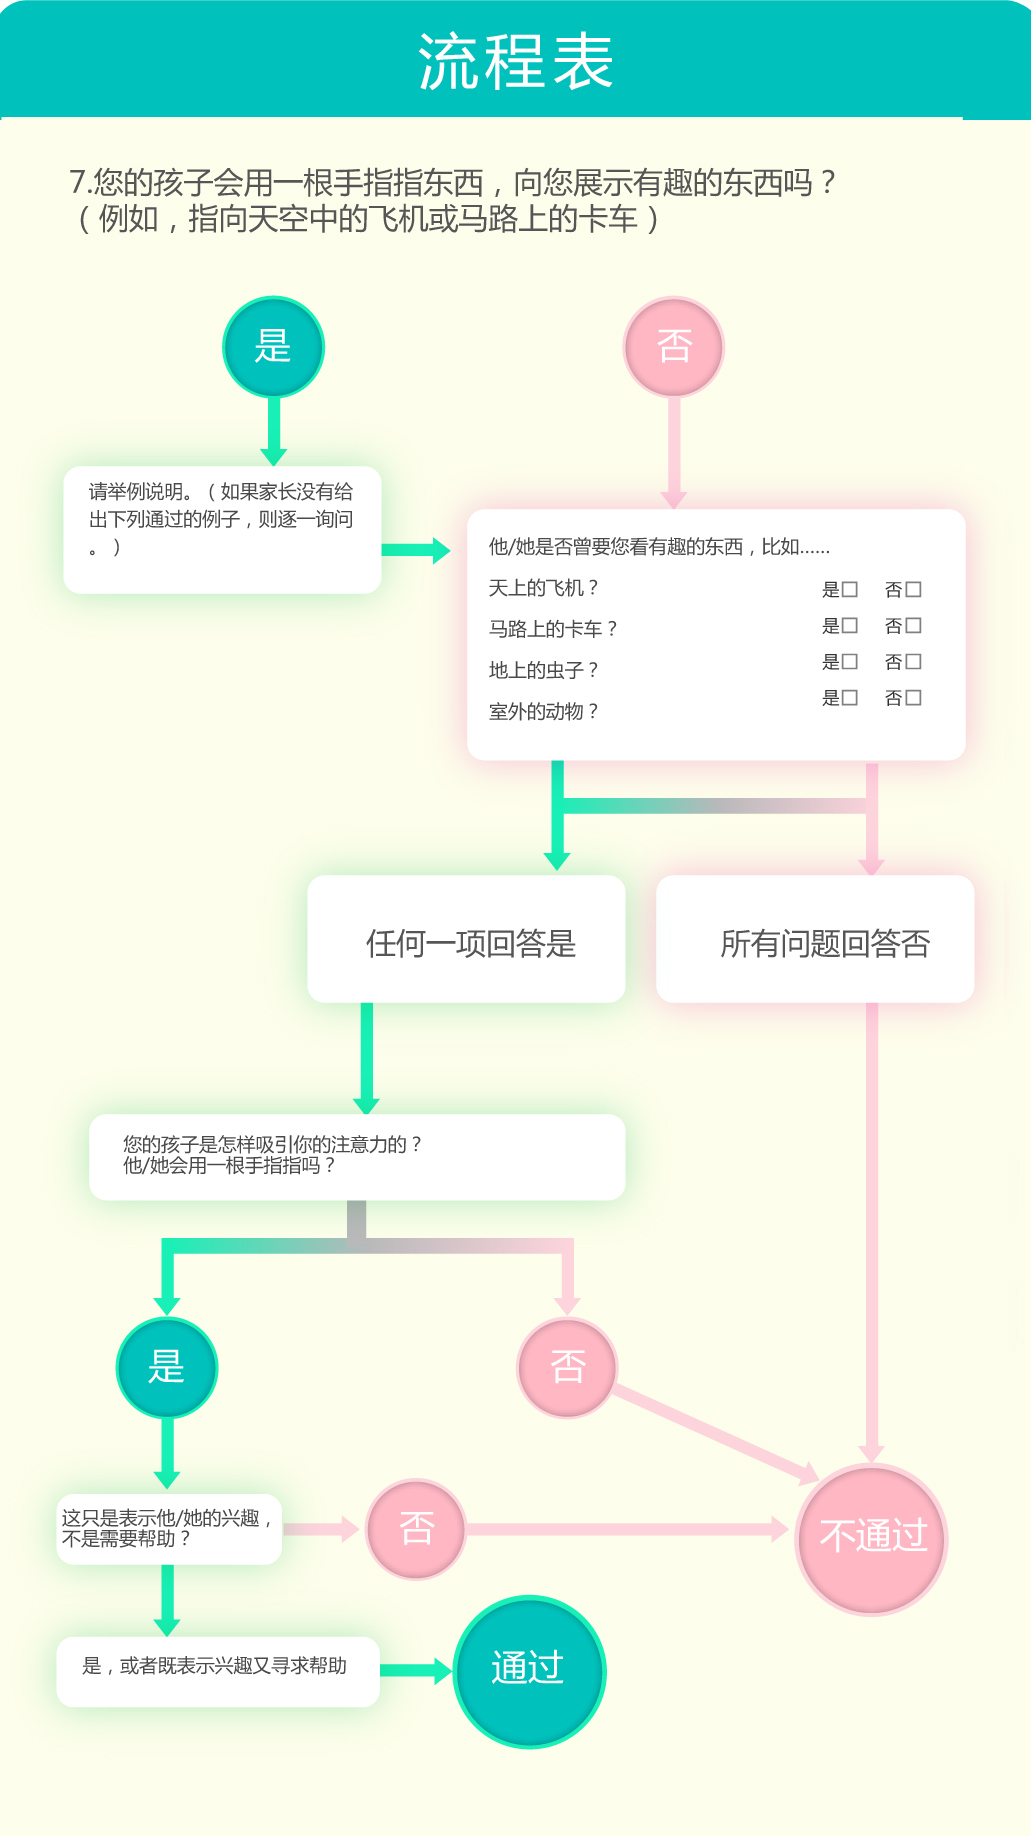 流程表
7.您的孩子会用一根手指指东西，向您展示有趣的东西吗？
（例如，指向天空中的飞机或马路上的卡车）
是
否
请举例说明。（如果家长没有给
出下列通过的例子，则逐一询问
。）
他/她是否曾要您看有趣的东西，比如……
天上的飞机？
是□ 否□
马路上的卡车？
是□ 否□
地上的虫子？
是□ 否□
室外的动物？
是□ 否□
任何一项回答是
所有问题回答否
您的孩子是怎样吸引你的注意力的？
他/她会用一根手指指吗？
是
否
这只是表示他/她的兴趣，
不是需要帮助？
否
不通过
是，或者既表示兴趣又寻求帮助
通过